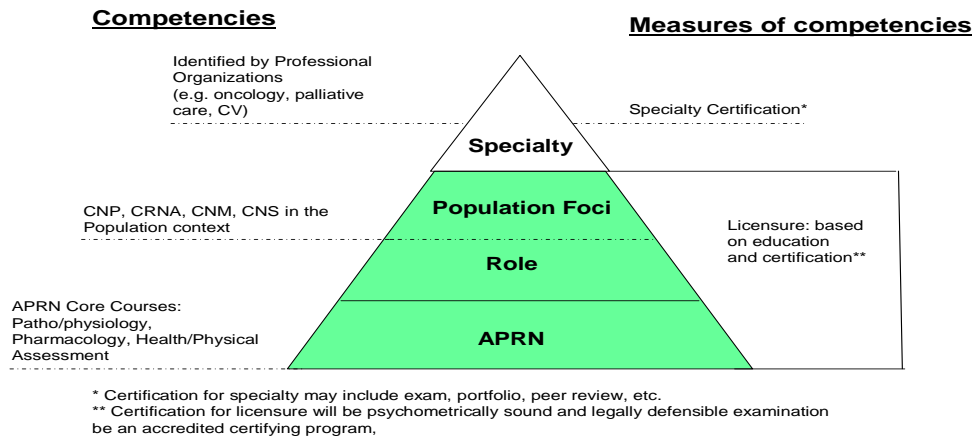 Competencies
Measures of competencies
Identified by Professional
Organizations
(e.g. oncology, palliative
care, CV)
Specialty Certification*
Specialty
Population Foci
CNP, CRNA, CNM, CNS in the
Population context
Licensure: based
on education
and certification**
Role
APRN Core Courses:
Patho/physiology,
Pharmacology, Health/Physical
Assessment
APRN
* Certification for specialty may include exam, portfolio, peer review, etc.
** Certification for licensure will be psychometrically sound and legally defensible examination
be an accredited certifying program,